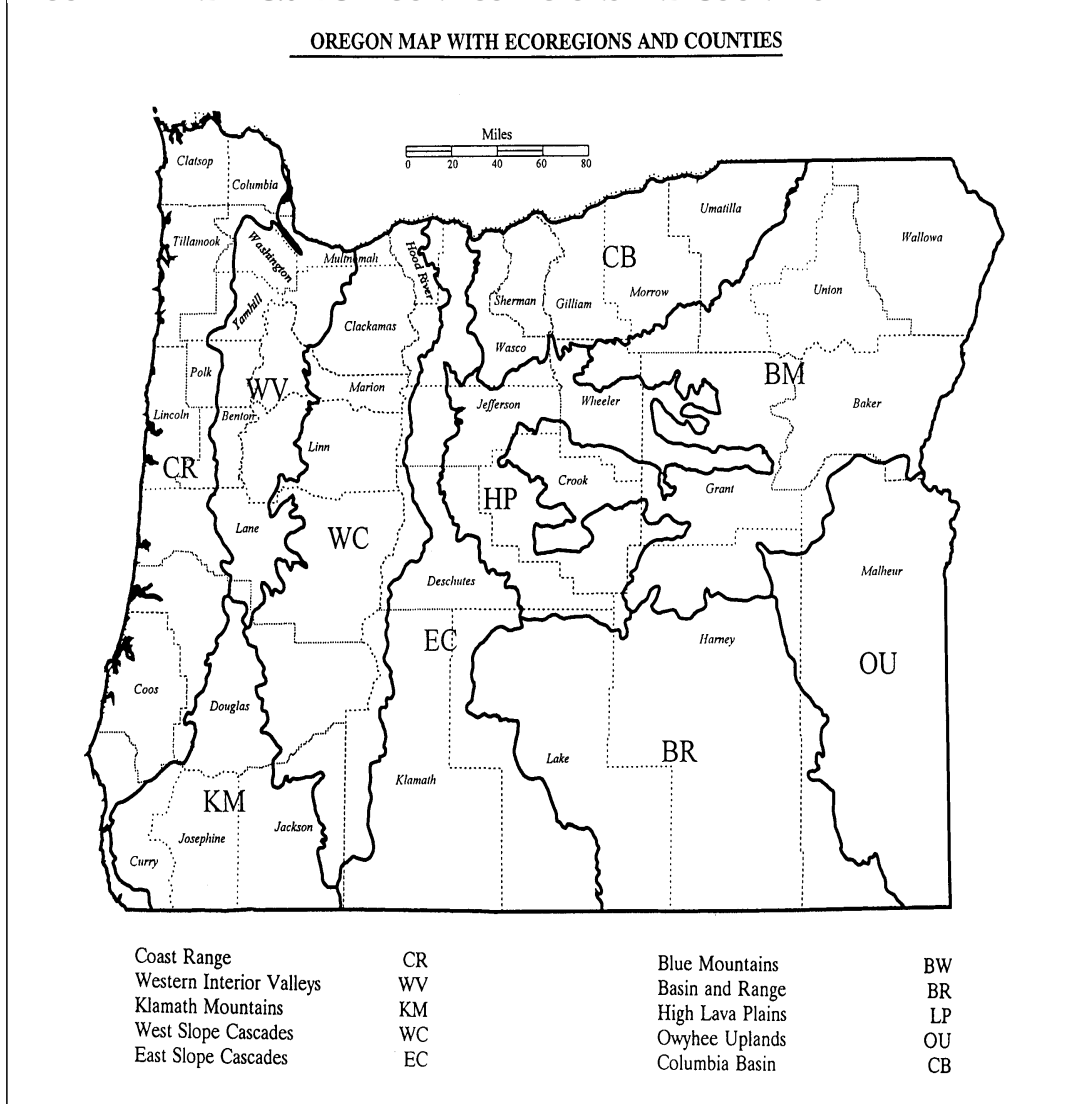 OREGON MAP WITH ECOREGIONS AND COUNTIES
Miles
0 20 40 60 80
Clatsop
Columbia
Tillamook
Washington
Multnomah
Hood River
Umatilla
Wallowa
CB
Yamhill
Clackamas
Sherman
Gilliam
Morrow
Union
Wasco
Polk
WV
Marion
Jefferson
Wheeler
BM
Baker
Lincoln
Benton
Linn
CR
Crook
Grant
HP
Lane
WC
Deschutes
Malheur
EC
Harney
OU
Coos
Douglas
Lake
BR
Klamath
KM
Josephine
Jackson
Curry
Coast Range CR
Western Interior Valleys WV
Klamath Mountains KM
West Slope Cascades WC
East Slope Cascades EC
Blue Mountains BW
Basin and Range BR
High Lava Plains LP
Owyhee Uplands OU
Columbia Basin CB